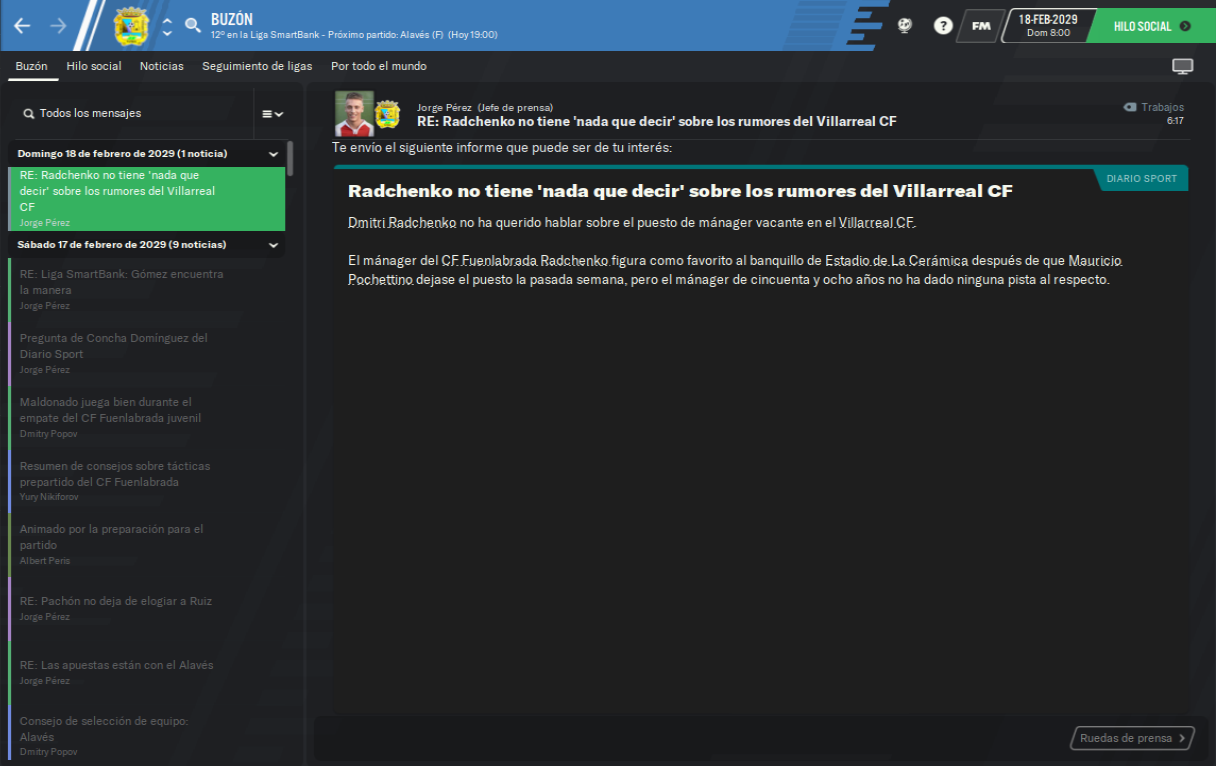 BUZÓN
12º en la Liga SmartBank - Próximo partido: Alavés (F) (Hoy 19:00)
?
FM
18-FEB-2029
Dom 8:00
HILO SOCIAL
Buzón
Hilo social
Noticias
Seguimiento de ligas
Por todo el mundo
Todos los mensajes
Domingo 18 de febrero de 2029 (1 noticia)
RE: Radchenko no tiene 'nada que
decir' sobre los rumores del Villarreal
CF
Jorge Pérez
Sábado 17 de febrero de 2029 (9 noticias)
RE: Liga SmartBank: Gómez encuentra
la manera
Jorge Pérez
Pregunta de Concha Domínguez del
Diario Sport
Jorge Pérez
Maldonado juega bien durante el
empate del CF Fuenlabrada juvenil
Dmitry Popov
Resumen de consejos sobre tácticas
prepartido del CF Fuenlabrada
Yury Nikiforov
Animado por la preparación para el
partido
Albert Peris
RE: Pachón no deja de elogiar a Ruiz
Jorge Pérez
RE: Las apuestas están con el Alavés
Jorge Pérez
Consejo de selección de equipo:
Alavés
Dmitry Popov
Jorge Pérez (Jefe de prensa)
RE: Radchenko no tiene 'nada que decir' sobre los rumores del Villarreal CF
Trabajos
6:17
Te envío el siguiente informe que puede ser de tu interés:
DIARIO SPORT
Radchenko no tiene 'nada que decir' sobre los rumores del Villarreal CF
Dmitri Radchenko no ha querido hablar sobre el puesto de mánager vacante en el Villarreal CF.
El mánager del CF Fuenlabrada Radchenko figura como favorito al banquillo de Estadio de La Cerámica después de que Mauricio
Pochettino dejase el puesto la pasada semana, pero el mánager de cincuenta y ocho años no ha dado ninguna pista al respecto.
Ruedas de prensa